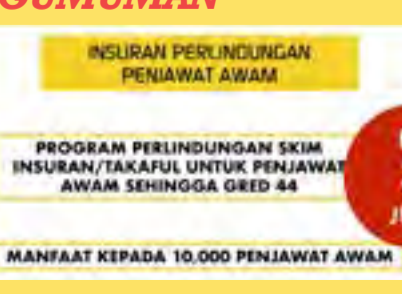 GUMUMAN
INSURAN PERLINDUNGAN
PENJAWAT AWAM
PROGRAM PERLINDUNGAN SKIM
INSURAN/TAKAFUL UNTUK PENJAWAT
AWAM SEHINGGA GRED 44
MANFAAT KEPADA 10,000 PENJAWAT AWAM